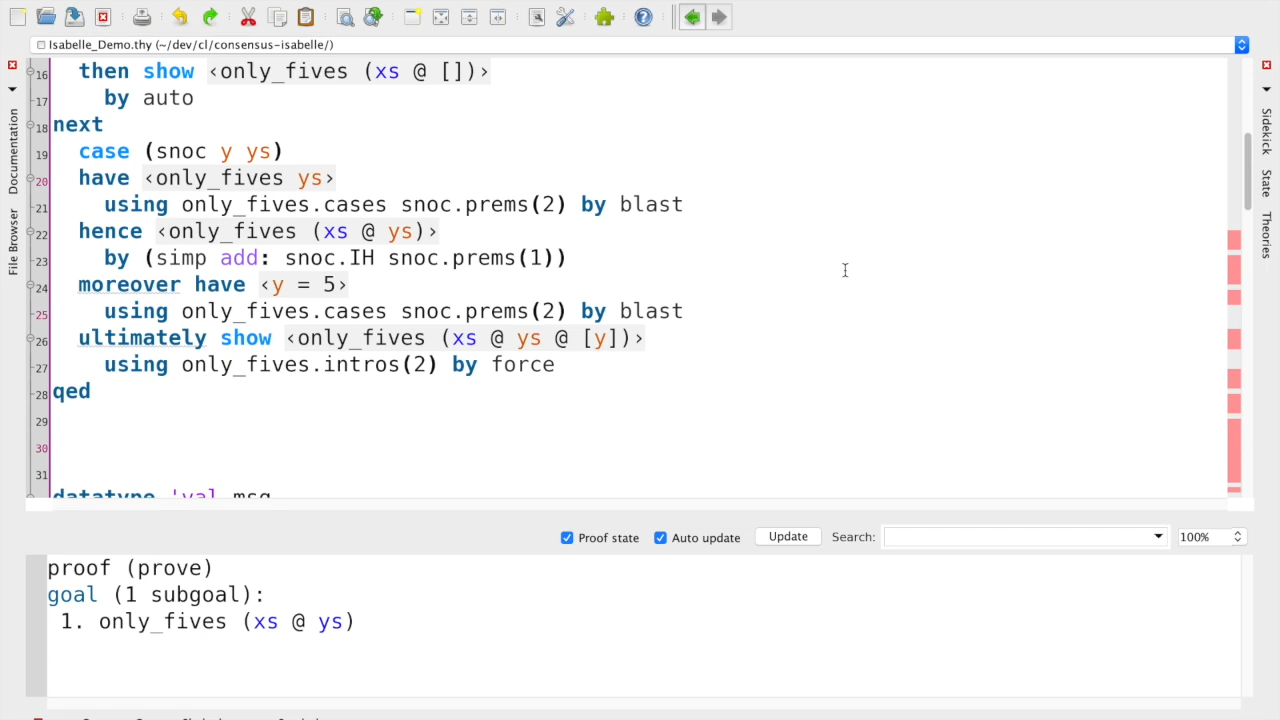 Isabelle_Demo.thy (~/dev/cl/consensus-isabelle/)
16 then show ‹only_fives (xs @ [])›
17 by auto
18 next
19 case (snoc y ys)
20 have ‹only_fives ys›
21 using only_fives.cases snoc.prems(2) by blast
22 hence ‹only_fives (xs @ ys)›
23 by (simp add: snoc.IH snoc.prems(1))
24 moreover have ‹y = 5›
25 using only_fives.cases snoc.prems(2) by blast
26 ultimately show ‹only_fives (xs @ ys @ [y])›
27 using only_fives.intros(2) by force
28 qed
29
30
31
datatype 'val msg
Documentation
File Browser
Sidekick
State
Theories
Proof state Auto update Update Search: 100%
proof (prove)
goal (1 subgoal):
1. only_fives (xs @ ys)